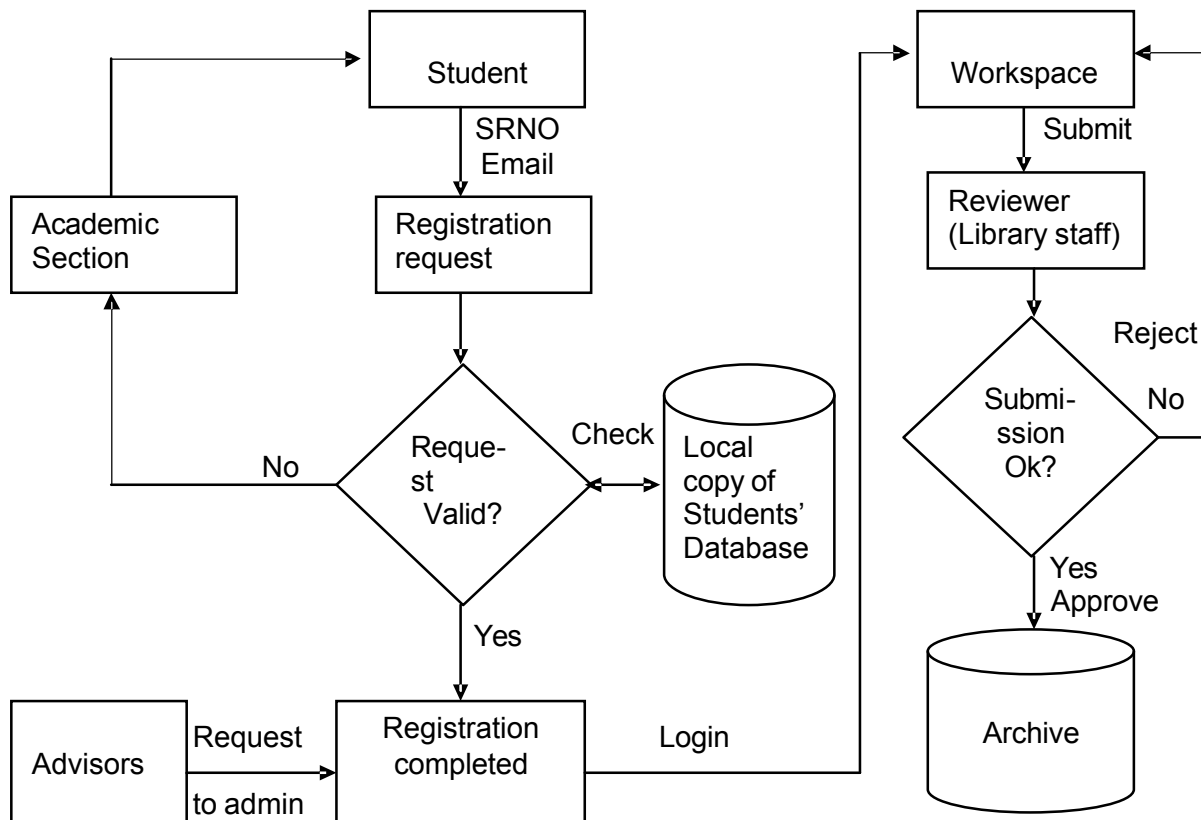 Student
SRNO
Email
Academic
Section
Registration
request
No
Reque-
st
Valid?
Check
Local
copy of
Students’
Database
Yes
Advisors
Request
to admin
Registration
completed
Login
Workspace
Submit
Reviewer
(Library staff)
Reject
Submi-
ssion
Ok?
No
Yes
Approve
Archive